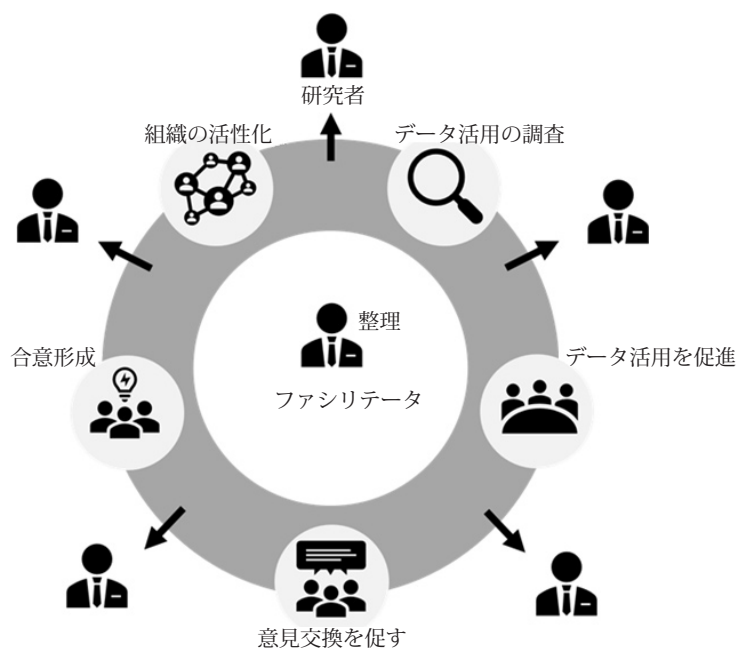 研究者
組織の活性化
データ活用の調査
整理
合意形成
データ活用を促進
ファシリテータ
意見交換を促す